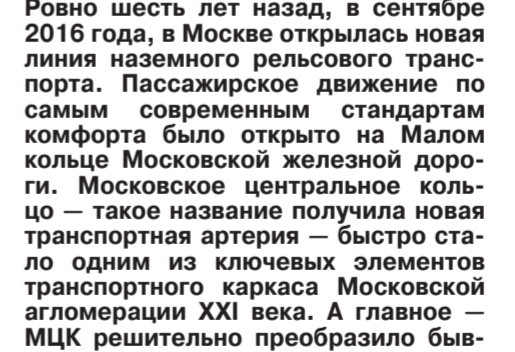 Ровно шесть лет назад, в сентябре
2016 года, в Москве открылась новая
линия наземного рельсового транс-
порта. Пассажирское движение по
самым современным стандартам
комфорта было открыто на Малом
кольце Московской железной доро-
ги. Московское центральное коль-
цо — такое название получила новая
транспортная артерия — быстро ста-
ло одним из ключевых элементов
транспортного каркаса Московской
агломерации XXI века. А главное —
МЦК решительно преобразило быв-